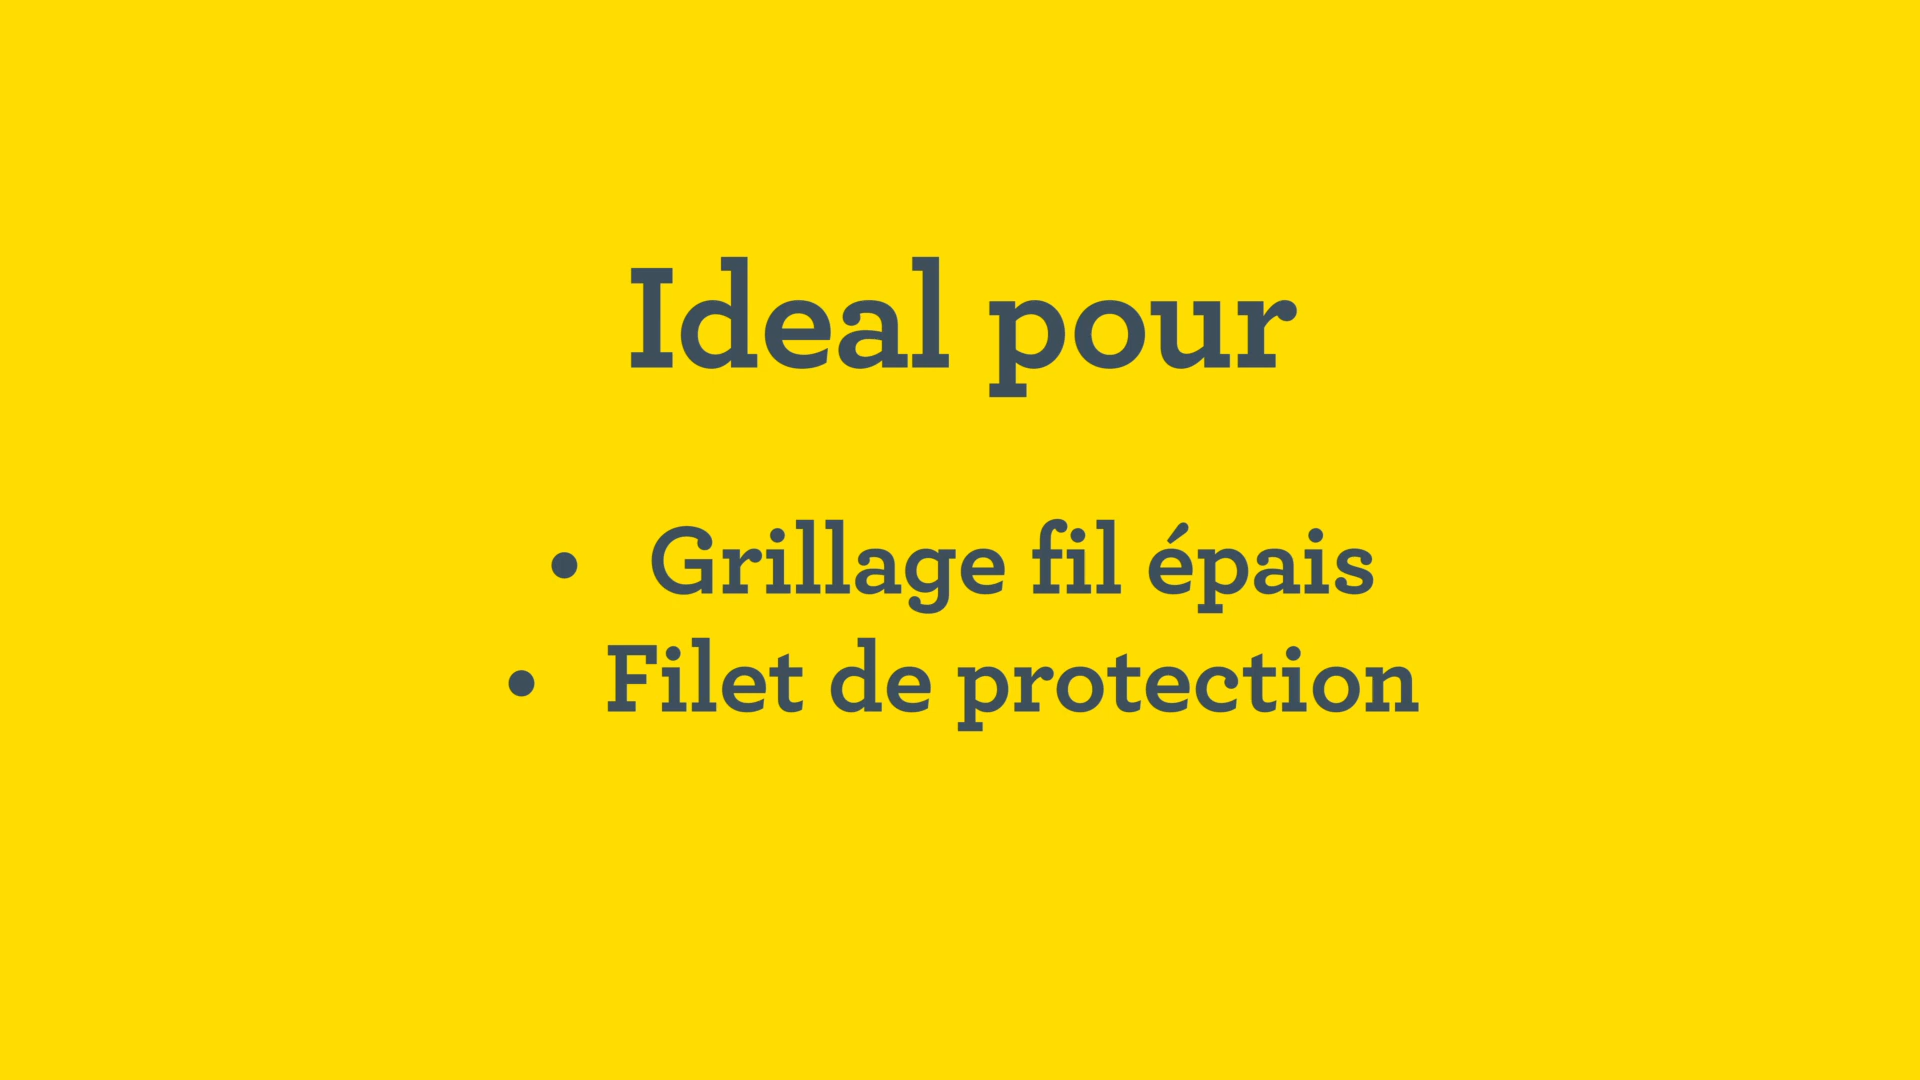 Ideal pour
• Grillage fil épais
• Filet de protection